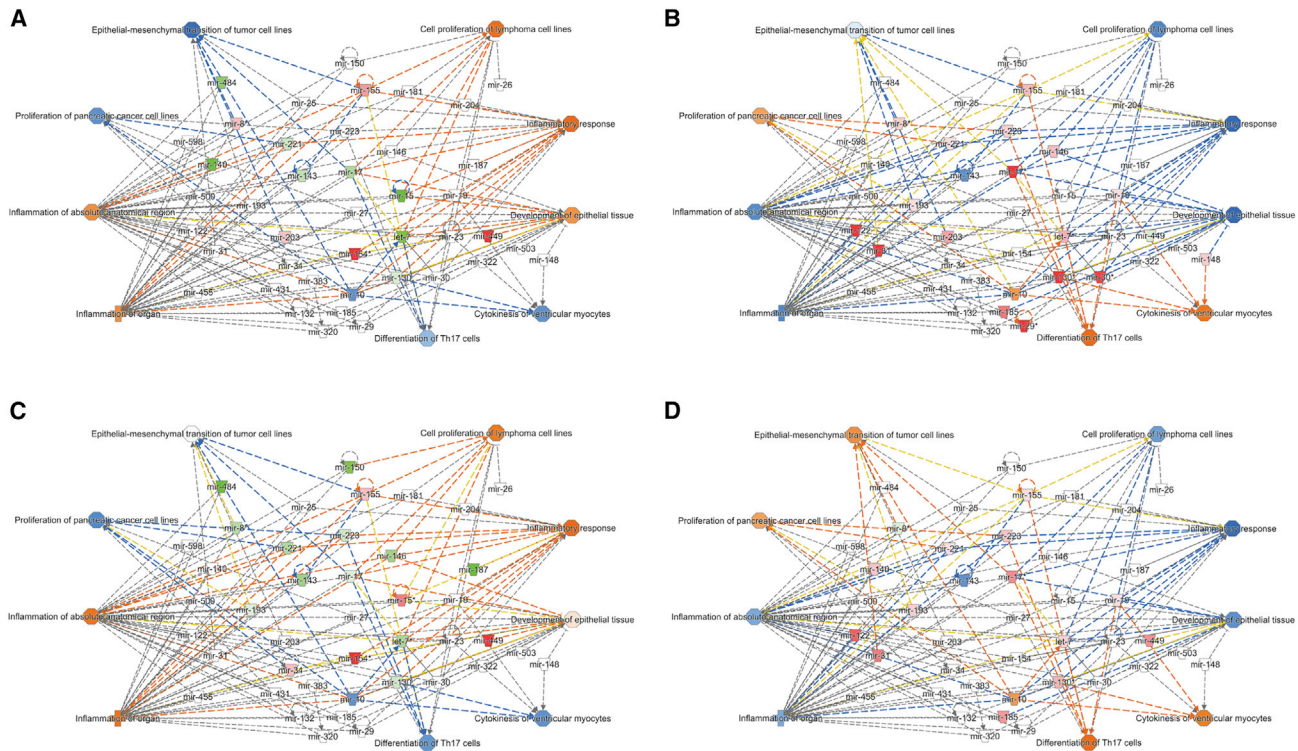 A
Epithelial-mesenchymal transition of tumor cell lines
Cell proliferation of lymphoma cell lines
mir-150
mir-26
mir-484
mir-155
mir-181
mir-25
mir-204
Proliferation of pancreatic cancer cell lines
mir-8*
Inflammatory response
mir-223
mir-598
mir-221
mir-146
mir-140
mir-187
mir-143
mir-17
mir-500
mir-15
mir-19
mir-193
Inflammation of absolute anatomical region
mir-27
Development of epithelial tissue
mir-122
mir-203
let-7*
mir-23
mir-449
mir-31
mir-154*
mir-503
mir-34
mir-322
mir-148
mir-383
mir-130
mir-30
mir-455
mir-431
mir-10
Inflammation of organ
mir-132
mir-185
Cytokinesis of ventricular myocytes
mir-320
mir-29
Differentiation of Th17 cells
B
Epithelial-mesenchymal transition of tumor cell lines
Cell proliferation of lymphoma cell lines
mir-150
mir-26
mir-484
mir-155
mir-181
mir-25
mir-204
Proliferation of pancreatic cancer cell lines
mir-8*
Inflammatory response
mir-223
mir-598
mir-221
mir-146
mir-140
mir-187
mir-143
mir-500
mir-15
mir-19
mir-193
Inflammation of absolute anatomical region
mir-27
Development of epithelial tissue
mir-122
mir-203
let-7*
mir-23
mir-449
mir-154
mir-503
mir-34
mir-322
mir-148
mir-383
mir-130*
mir-30*
mir-455
mir-431
mir-10
Inflammation of organ
mir-132
mir-185
Cytokinesis of ventricular myocytes
mir-320
mir-29*
Differentiation of Th17 cells
C
Epithelial-mesenchymal transition of tumor cell lines
Cell proliferation of lymphoma cell lines
mir-150
mir-26
mir-484
mir-155
mir-181
mir-25
mir-204
Proliferation of pancreatic cancer cell lines
mir-8*
Inflammatory response
mir-223
mir-598
mir-221
mir-146
mir-140
mir-187
mir-143
mir-17
mir-500
mir-15*
mir-19
mir-193
Inflammation of absolute anatomical region
mir-27
Development of epithelial tissue
mir-122
mir-203
let-7*
mir-23
mir-449
mir-31
mir-154*
mir-503
mir-34
mir-322
mir-148
mir-383
mir-130
mir-30
mir-455
mir-431
mir-10
Inflammation of organ
mir-132
mir-185
Cytokinesis of ventricular myocytes
mir-320
mir-29
Differentiation of Th17 cells
D
Epithelial-mesenchymal transition of tumor cell lines
Cell proliferation of lymphoma cell lines
mir-150
mir-26
mir-484
mir-155
mir-181
mir-25
mir-204
Proliferation of pancreatic cancer cell lines
mir-8*
Inflammatory response
mir-223
mir-598
mir-221
mir-146
mir-140
mir-187
mir-143
mir-17*
mir-500
mir-15
mir-19
mir-193
Inflammation of absolute anatomical region
mir-27
Development of epithelial tissue
mir-122
mir-203
let-7*
mir-23
mir-449
mir-31
mir-154
mir-503
mir-34
mir-322
mir-148
mir-383
mir-130*
mir-30
mir-455
mir-431
mir-10
Inflammation of organ
mir-132
mir-185
Cytokinesis of ventricular myocytes
mir-320
mir-29
Differentiation of Th17 cells